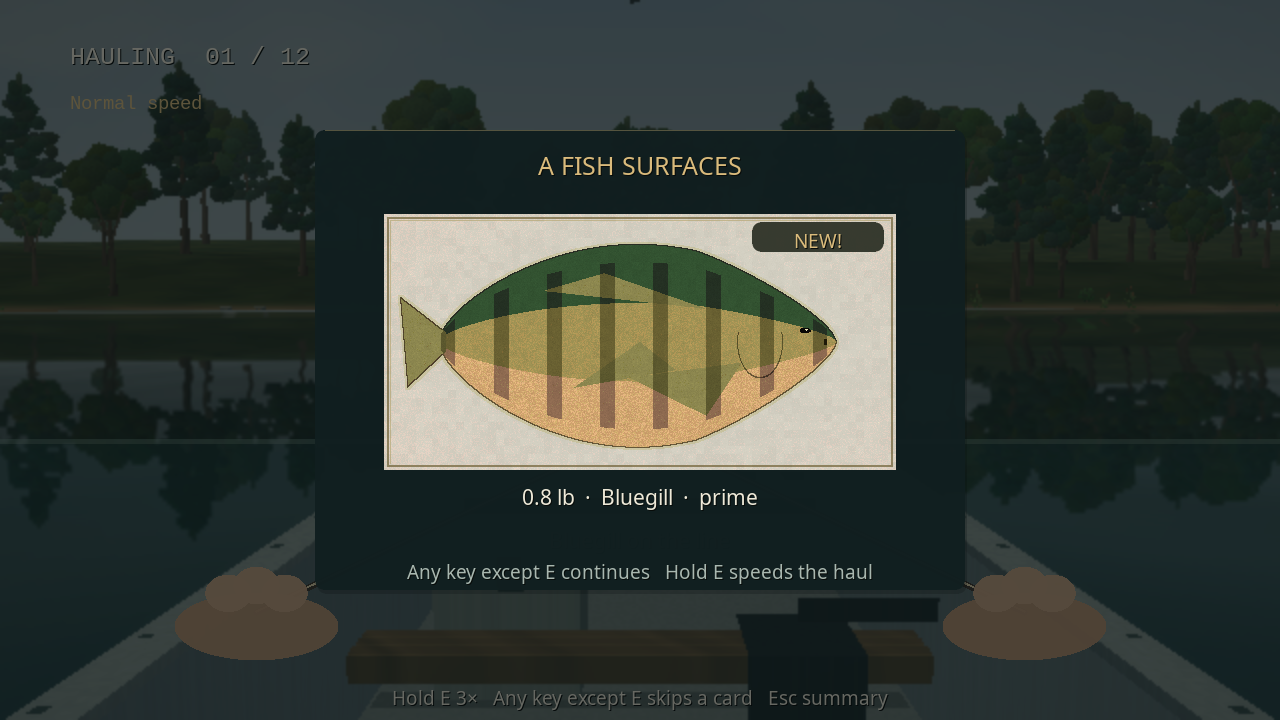 HAULING 01 / 12
Normal speed
A FISH SURFACES
NEW!
0.8 lb · Bluegill · prime
Any key except E continues Hold E speeds the haul
Hold E 3× Any key except E skips a card Esc summary